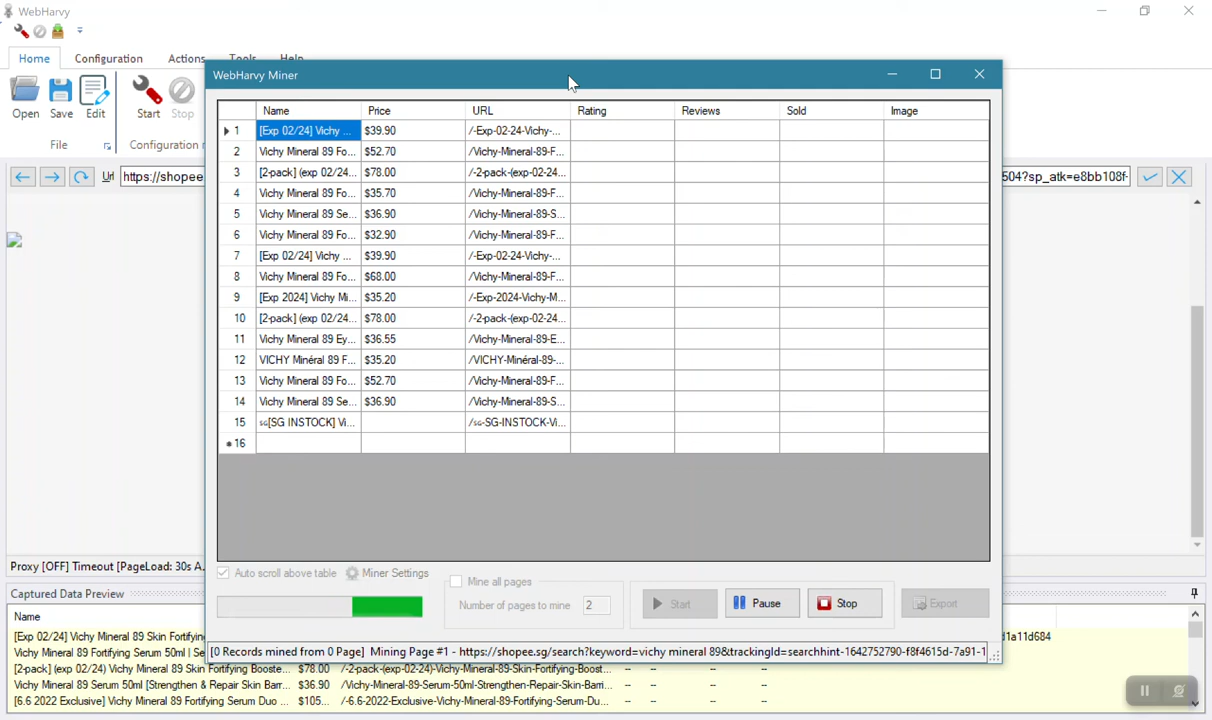 WebHarvy
Home Configuration Actions Tools Help
WebHarvy Miner
Open Save Edit Start Stop
File Configuration
Url https://shopee 504?sp_atk=e8bb108f-
Name Price URL Rating Reviews Sold Image
1 [Exp 02/24] Vichy ... $39.90 /-Exp-02-24-Vichy-...
2 Vichy Mineral 89 Fo... $52.70 /Vichy-Mineral-89-F...
3 [2-pack] (exp 02/24... $78.00 /-2-pack-(exp-02-24...
4 Vichy Mineral 89 Fo... $35.70 /Vichy-Mineral-89-F...
5 Vichy Mineral 89 Se... $36.90 /Vichy-Mineral-89-S...
6 Vichy Mineral 89 Fo... $32.90 /Vichy-Mineral-89-F...
7 [Exp 02/24] Vichy ... $39.90 /-Exp-02-24-Vichy-...
8 Vichy Mineral 89 Fo... $68.00 /Vichy-Mineral-89-F...
9 [Exp 2024] Vichy Mi... $35.20 /-Exp-2024-Vichy-M...
10 [2-pack] (exp 02/24... $78.00 /-2-pack-(exp-02-24...
11 Vichy Mineral 89 Ey... $36.55 /Vichy-Mineral-89-E...
12 VICHY Minéral 89 F... $35.20 /VICHY-Minéral-89-...
13 Vichy Mineral 89 Fo... $52.70 /Vichy-Mineral-89-F...
14 Vichy Mineral 89 Se... $36.90 /Vichy-Mineral-89-S...
15 SG[SG INSTOCK] Vi... /SG-SG-INSTOCK-Vi...
16
Proxy [OFF] Timeout [PageLoad: 30s A.
Auto scroll above table Miner Settings
Mine all pages
Number of pages to mine 2
Start Pause Stop Export
[0 Records mined from 0 Page] Mining Page #1 - https://shopee.sg/search?keyword=vichy mineral 89&trackingId=searchhint-1642752790-f8f4615d-7a91-1
Captured Data Preview
Name
[Exp 02/24] Vichy Mineral 89 Skin Fortifyin 1a11d684
Vichy Mineral 89 Fortifying Serum 50ml | Se
[2-pack] (exp 02/24) Vichy Mineral 89 Skin Fortifying Booste... $78.00 /-2-pack-(exp-02-24)-Vichy-Mineral-89-Skin-Fortifying-Boost... -- -- --
Vichy Mineral 89 Serum 50ml [Strengthen & Repair Skin Barr... $36.90 /Vichy-Mineral-89-Serum-50ml-Strengthen-Repair-Skin-Barri... -- -- --
[6.6 2022 Exclusive] Vichy Mineral 89 Fortifying Serum Duo ... $105... /-6.6-2022-Exclusive-Vichy-Mineral-89-Fortifying-Serum-Du... -- -- --